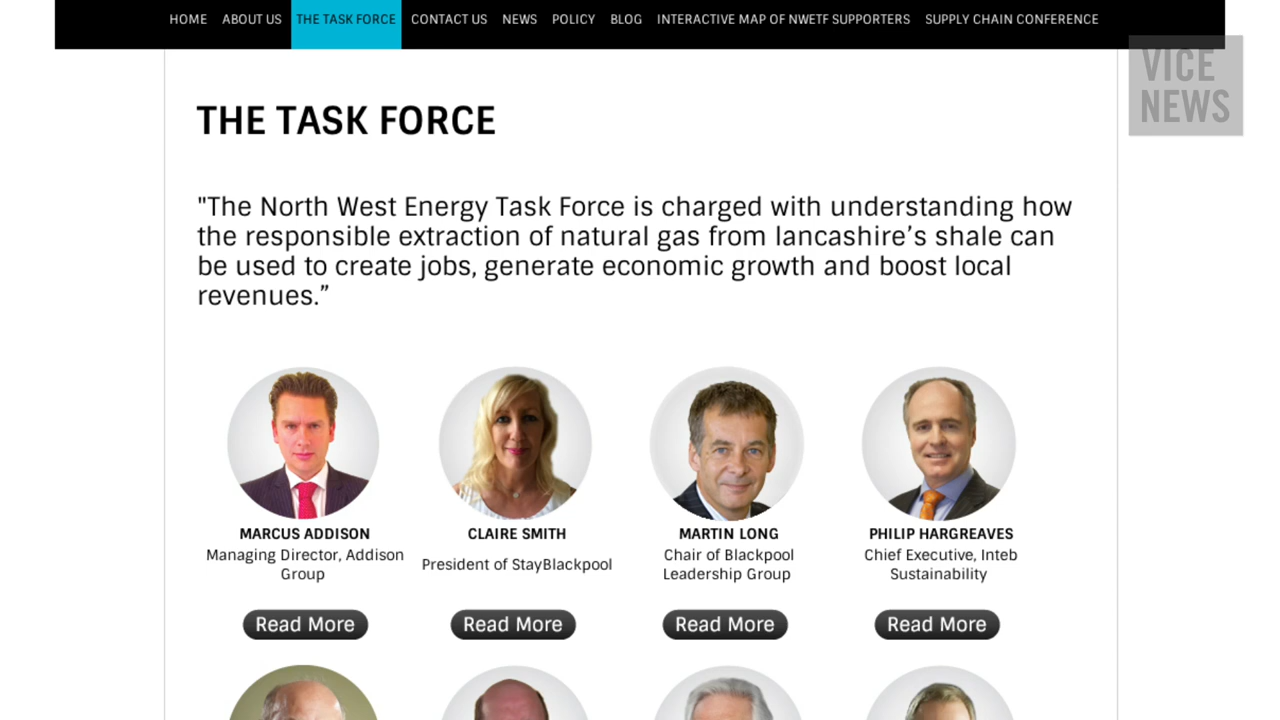 HOME ABOUT US THE TASK FORCE CONTACT US NEWS POLICY BLOG INTERACTIVE MAP OF NWETF SUPPORTERS SUPPLY CHAIN CONFERENCE
VICE
NEWS
THE TASK FORCE
"The North West Energy Task Force is charged with understanding how
the responsible extraction of natural gas from lancashire’s shale can
be used to create jobs, generate economic growth and boost local
revenues.”
MARCUS ADDISON
Managing Director, Addison
Group
Read More
CLAIRE SMITH
President of StayBlackpool
Read More
MARTIN LONG
Chair of Blackpool
Leadership Group
Read More
PHILIP HARGREAVES
Chief Executive, Inteb
Sustainability
Read More